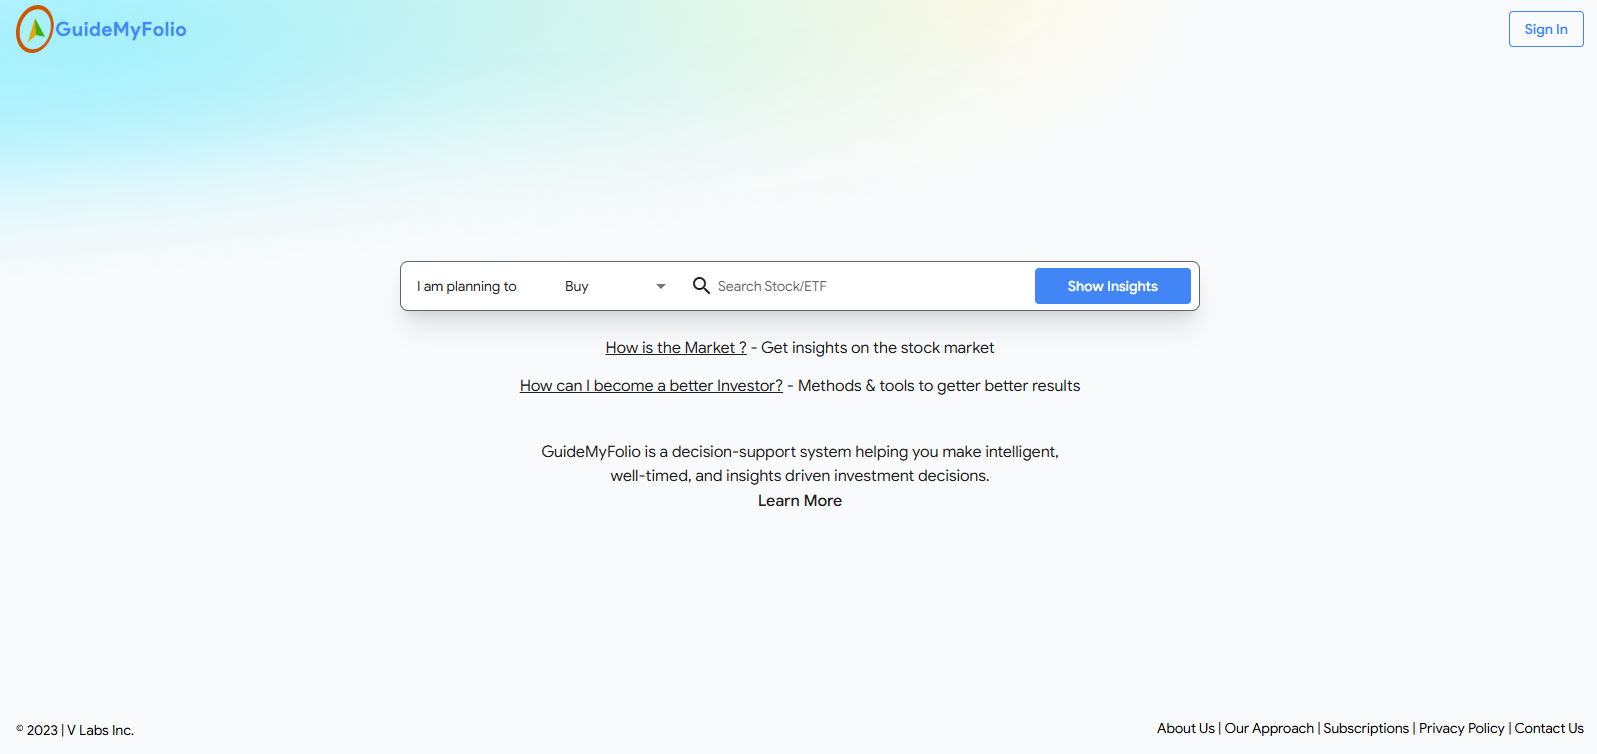 GuideMyFolio
Sign In
I am planning to Buy Search Stock/ETF Show Insights
How is the Market ? - Get insights on the stock market
How can I become a better Investor? - Methods & tools to getter better results
GuideMyFolio is a decision-support system helping you make intelligent,
well-timed, and insights driven investment decisions.
Learn More
© 2023 | V Labs Inc.
About Us | Our Approach | Subscriptions | Privacy Policy | Contact Us